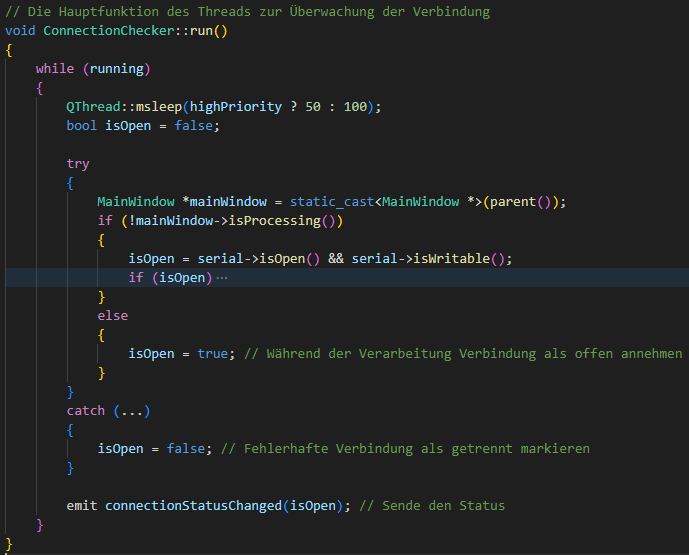 // Die Hauptfunktion des Threads zur Überwachung der Verbindung
void ConnectionChecker::run()
{
    while (running)
    {
        QThread::msleep(highPriority ? 50 : 100);
        bool isOpen = false;

        try
        {
            MainWindow *mainWindow = static_cast<MainWindow *>(parent());
            if (!mainWindow->isProcessing())
            {
                isOpen = serial->isOpen() && serial->isWritable();
                if (isOpen)⋯
            }
            else
            {
                isOpen = true; // Während der Verarbeitung Verbindung als offen annehmen
            }
        }
        catch (...)
        {
            isOpen = false; // Fehlerhafte Verbindung als getrennt markieren
        }

        emit connectionStatusChanged(isOpen); // Sende den Status
    }
}